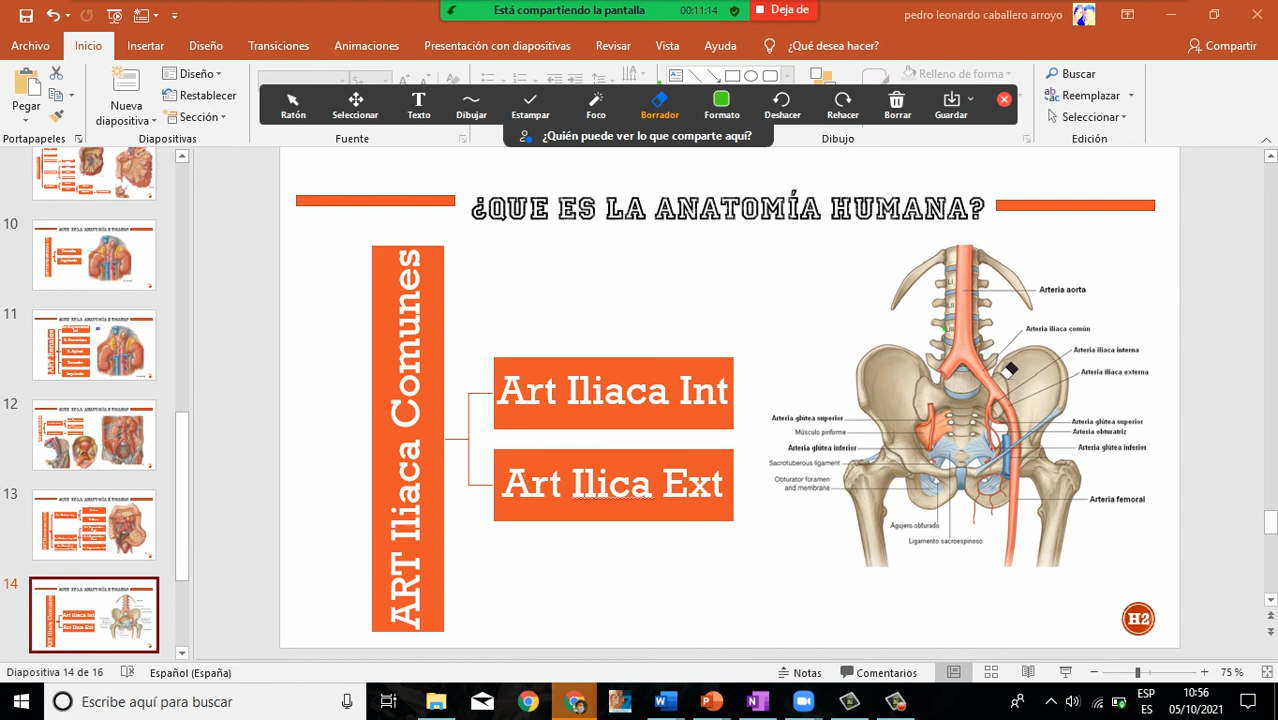 Está compartiendo la pantalla
00:11:14
Deja de
pedro leonardo caballero arroyo
Archivo
Inicio
Insertar
Diseño
Transiciones
Animaciones
Presentación con diapositivas
Revisar
Vista
Ayuda
¿Qué desea hacer?
Compartir
Pegar
Nueva
diapositiva
Diseño
Restablecer
Sección
Relleno de forma
Buscar
Reemplazar
Seleccionar
Ratón
Seleccionar
Texto
Dibujar
Estampar
Foco
Borrador
Formato
Deshacer
Rehacer
Borrar
Guardar
¿Quién puede ver lo que comparte aquí?
Portapapeles
Diapositivas
Fuente
Dibujo
Edición
10
11
12
13
14
¿QUE ES LA ANATOMÍA HUMANA?
ART Iliaca Comunes
Art Iliaca Int
Art Ilica Ext
Arteria aorta
Arteria ilíaca común
Arteria ilíaca interna
Arteria ilíaca externa
Arteria glútea superior
Músculo piriforme
Arteria glútea inferior
Sacrotuberous ligament
Obturator foramen
and membrane
Agujero obturado
Ligamento sacroespinoso
Arteria glútea superior
Arteria obturatriz
Arteria glútea inferior
Arteria femoral
LI
H2
Diapositiva 14 de 16
Español (España)
Notas
Comentarios
75 %
Escribe aquí para buscar
ESP
ES
10:56
05/10/2021